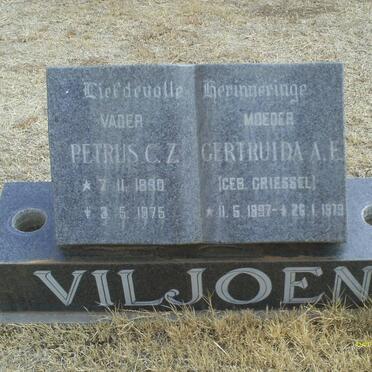 Liefdevolle Herinneringe
VADER
PETRUS C. Z.
* 7. 11. 1890
+ 3. 5. 1975
MOEDER
GERTRUIDA A. E.
(GEB. GRIESSEL)
* 11. 5. 1897 - + 26. 1. 1979
VILJOEN